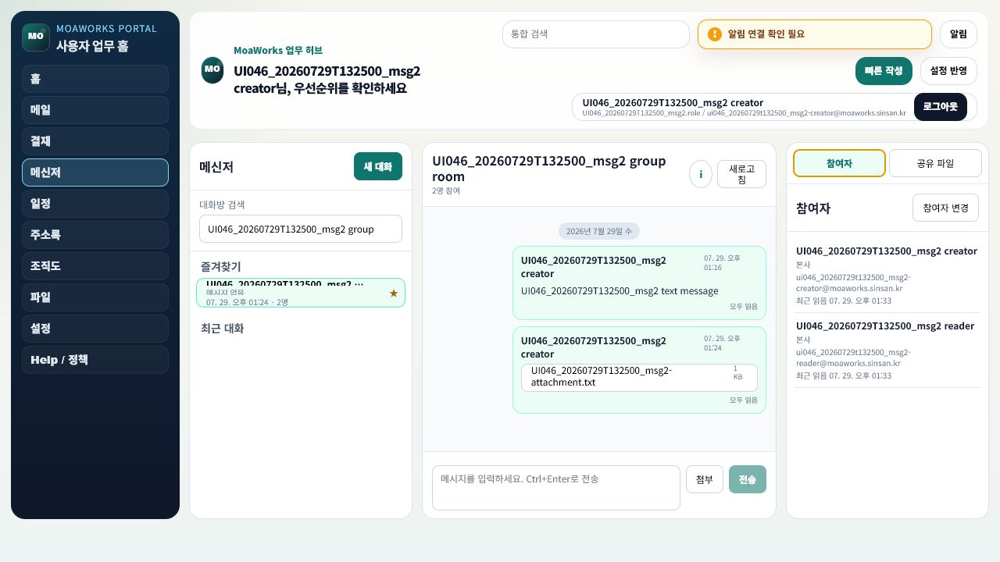 MO
MOAWORKS PORTAL
사용자 업무 홈
홈
메일
결재
메신저
일정
주소록
조직도
파일
설정
Help / 정책
MO
MoaWorks 업무 허브
UI046_20260729T132500_msg2
creator님, 우선순위를 확인하세요
통합 검색
! 알림 연결 확인 필요
알림
빠른 작성
설정 반영
UI046_20260729T132500_msg2 creator
UI046_20260729T132500_msg2.role / ui046_20260729t132500_msg2-creator@moaworks.sinsan.kr
로그아웃
메신저
새 대화
대화방 검색
UI046_20260729T132500_msg2 group
즐겨찾기
UI046_20260729T132500_msg2 ...
메시지 없음
07. 29. 오후 01:24 · 2명
★
최근 대화
UI046_20260729T132500_msg2 group
room
2명 참여
i
새로고
침
2026년 7월 29일 수
UI046_20260729T132500_msg2
creator
07. 29. 오후
01:16
UI046_20260729T132500_msg2 text message
모두 읽음
UI046_20260729T132500_msg2
creator
07. 29. 오후
01:24
UI046_20260729T132500_msg2-
attachment.txt
1
KB
모두 읽음
메시지를 입력하세요. Ctrl+Enter로 전송
첨부
전송
참여자
공유 파일
참여자
참여자 변경
UI046_20260729T132500_msg2 creator
본사
ui046_20260729t132500_msg2-
creator@moaworks.sinsan.kr
최근 읽음 07. 29. 오후 01:33
UI046_20260729T132500_msg2 reader
본사
ui046_20260729t132500_msg2-
reader@moaworks.sinsan.kr
최근 읽음 07. 29. 오후 01:33